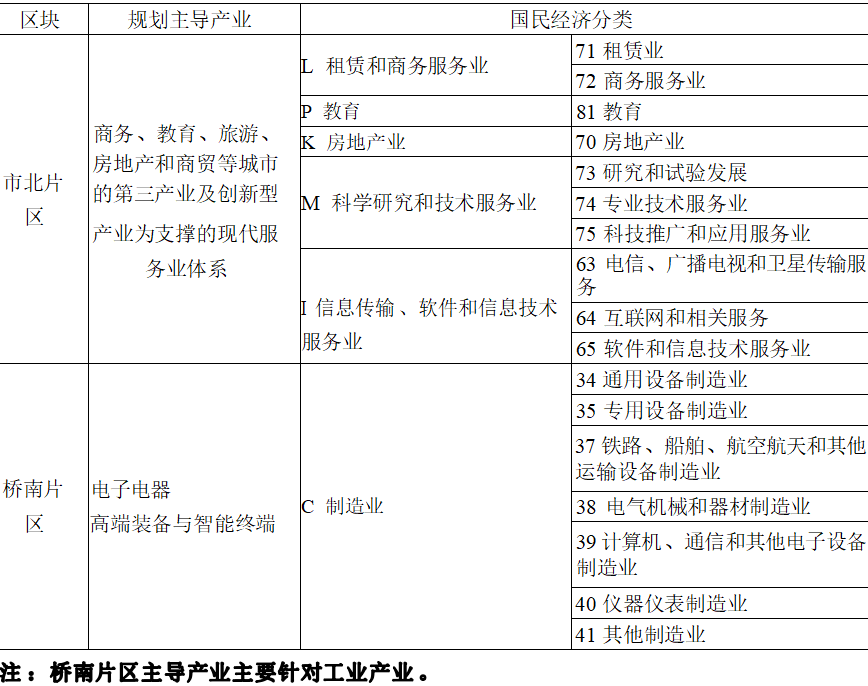 区块 规划主导产业 国民经济分类
市北片
区
商务、教育、旅游、
房地产和商贸等城市
的第三产业及创新型
产业为支撑的现代服
务业体系
L 租赁和商务服务业
71 租赁业
72 商务服务业
P 教育
81 教育
K 房地产业
70 房地产业
M 科学研究和技术服务业
73 研究和试验发展
74 专业技术服务业
75 科技推广和应用服务业
I 信息传输、软件和信息技术
服务业
63 电信、广播电视和卫星传输服
务
64 互联网和相关服务
65 软件和信息技术服务业
桥南片
区
电子电器
高端装备与智能终端
C 制造业
34 通用设备制造业
35 专用设备制造业
37 铁路、船舶、航空航天和其他
运输设备制造业
38 电气机械和器材制造业
39 计算机、通信和其他电子设备
制造业
40 仪器仪表制造业
41 其他制造业
注：桥南片区主导产业主要针对工业产业。